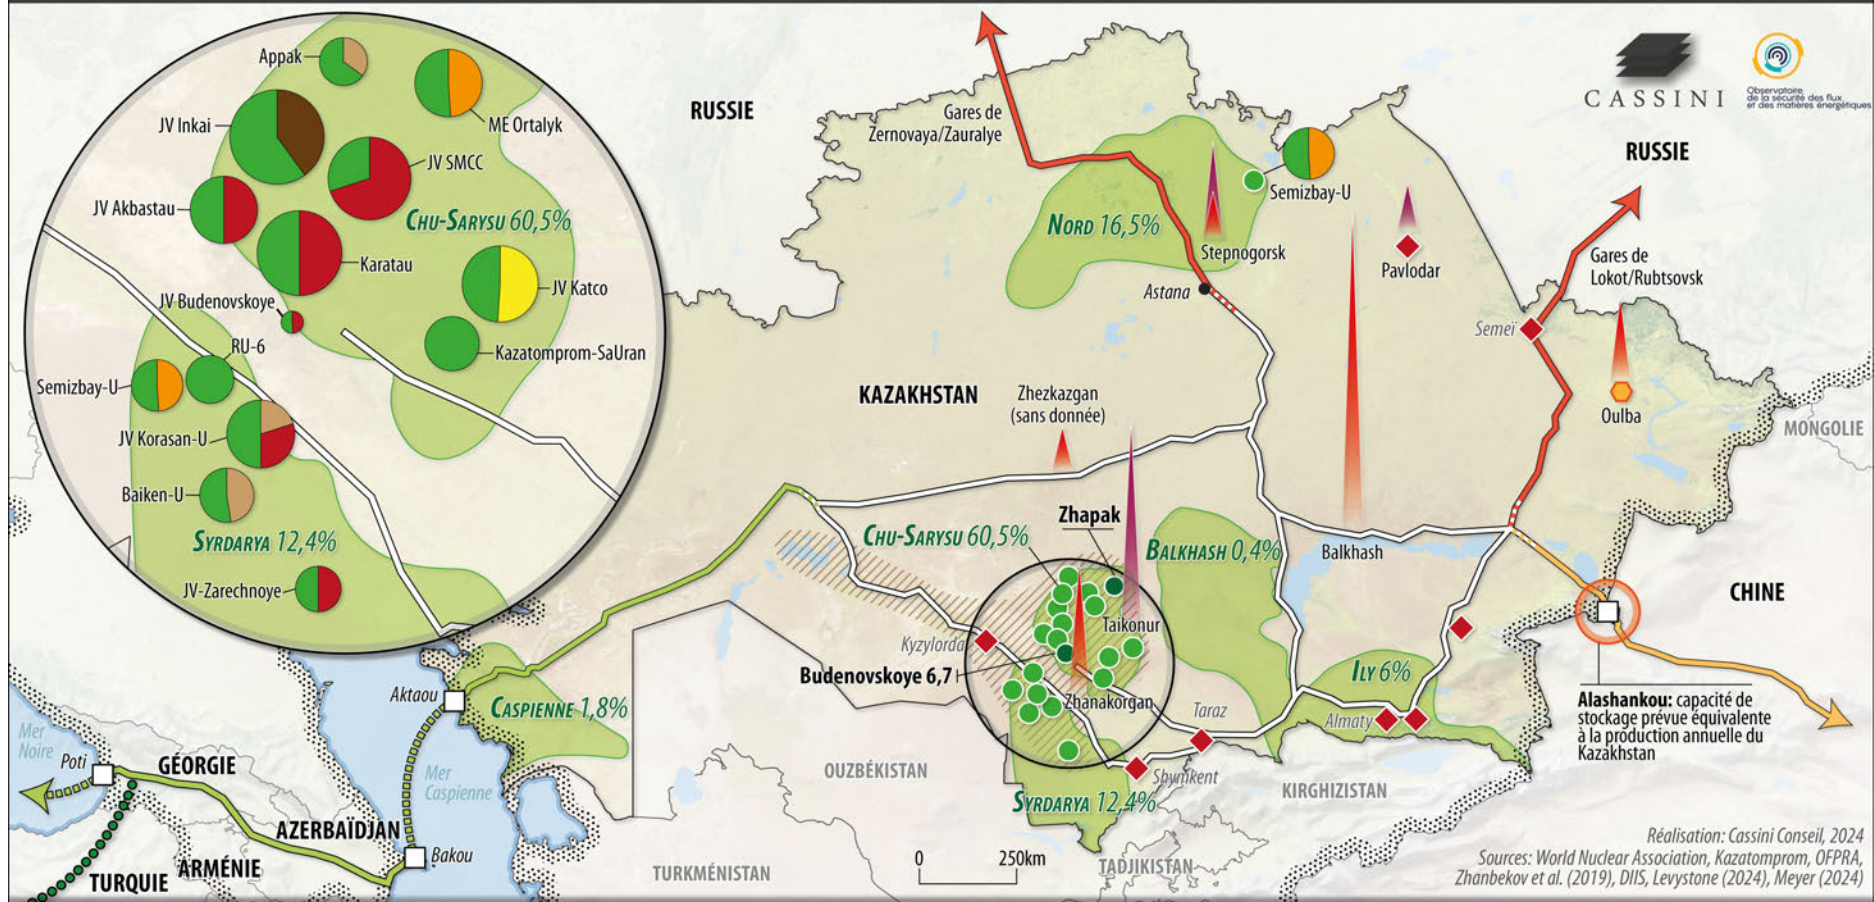 Appak
ME Ortalyk
JV Inkai
JV SMCC
JV Akbastau
CHU-SARYSU 60,5%
Karatau
JV Katco
JV Budenovskoye
Kazatomprom-SaUran
RU-6
Semizbay-U
JV Korasan-U
Baiken-U
SYRDARYA 12,4%
JV-Zarechnoye
RUSSIE
Gares de
Zernovaya/Zauralye
CASSINI
Observatoire
de la sécurité des flux
et des matières énergétiques
RUSSIE
Semizbay-U
NORD 16,5%
Stepnogorsk
Pavlodar
Gares de
Lokot/Rubtsovsk
Astana
Semeï
KAZAKHSTAN
Zhezkazgan
(sans donnée)
Oulba
MONGOLIE
Zhapak
CHU-SARYSU 60,5%
BALKHASH 0,4%
Balkhash
CHINE
Taikonur
Kyzylorda
Budenovskoye 6,7
Zhanakorgan
ILY 6%
Taraz
Almaty
Alashankou: capacité de
stockage prévue équivalente
à la production annuelle du
Kazakhstan
Aktaou
CASPIENNE 1,8%
Mer
Noire
Poti
GÉORGIE
Mer
Caspienne
OUZBÉKISTAN
Shymkent
KIRGHIZISTAN
SYRDARYA 12,4%
AZERBAÏDJAN
Bakou
ARMÉNIE
TURQUIE
TURKMÉNISTAN
0 250km
TADJIKISTAN
Réalisation: Cassini Conseil, 2024
Sources: World Nuclear Association, Kazatomprom, OFPRA,
Zhanbekov et al. (2019), DIIS, Levystone (2024), Meyer (2024)